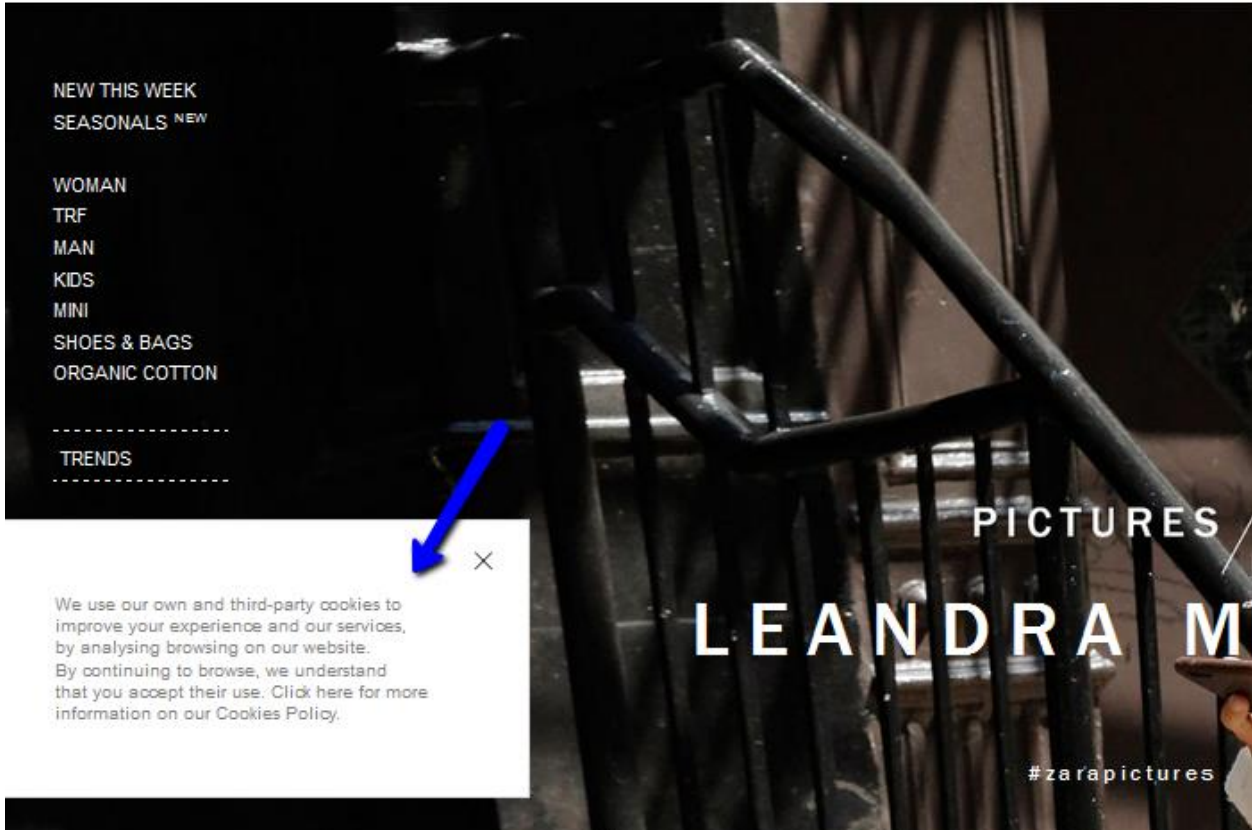 NEW THIS WEEK
SEASONALS NEW
WOMAN
TRF
MAN
KIDS
MINI
SHOES & BAGS
ORGANIC COTTON
TRENDS
We use our own and third-party cookies to
improve your experience and our services,
by analysing browsing on our website.
By continuing to browse, we understand
that you accept their use. Click here for more
information on our Cookies Policy.
PICTURES
LEANDRA M
#zarapictures